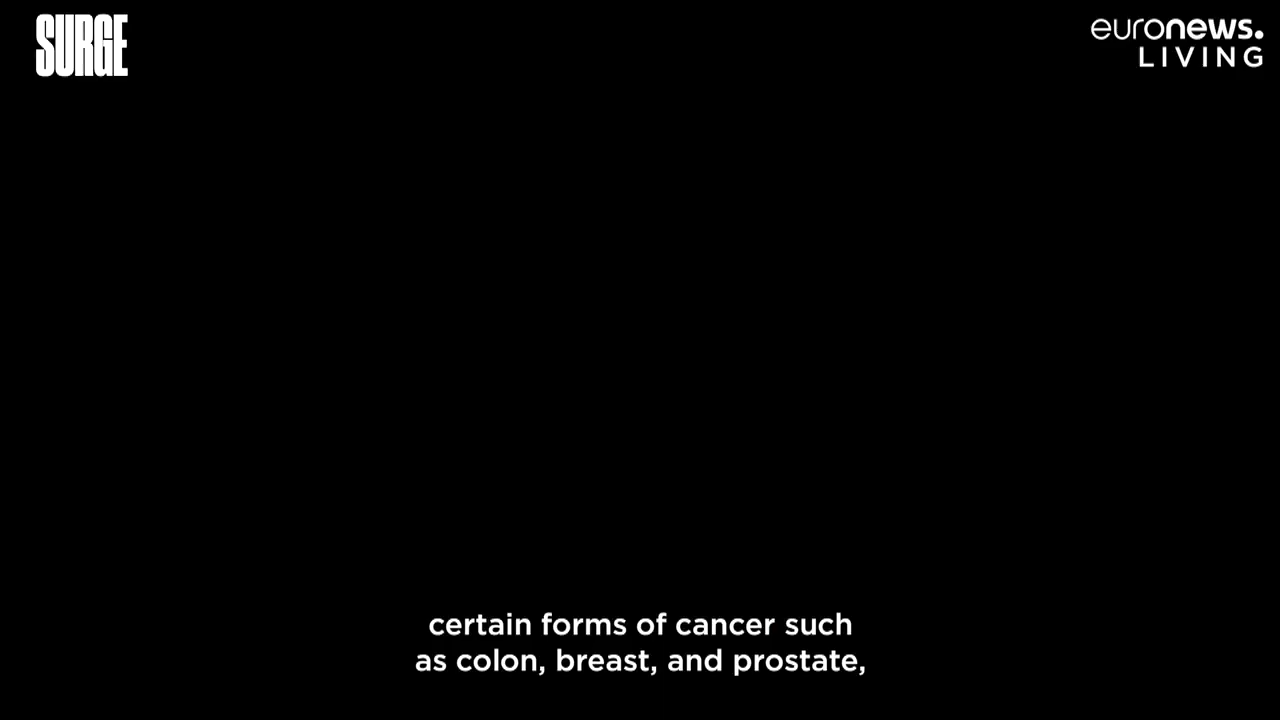 SURGE
euronews.
LIVING
certain forms of cancer such
as colon, breast, and prostate,